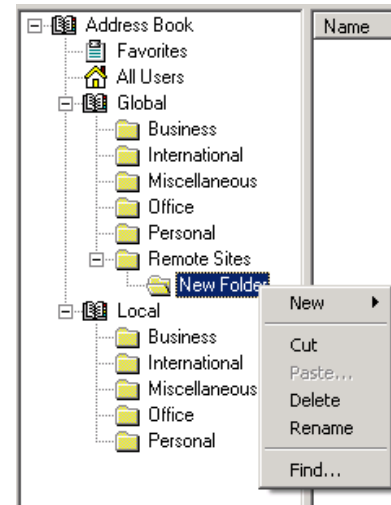 Address Book
Name
Favorites
All Users
Global
Business
International
Miscellaneous
Office
Personal
Remote Sites
New Folder
Local
Business
International
Miscellaneous
Office
Personal
New
Cut
Paste...
Delete
Rename
Find...